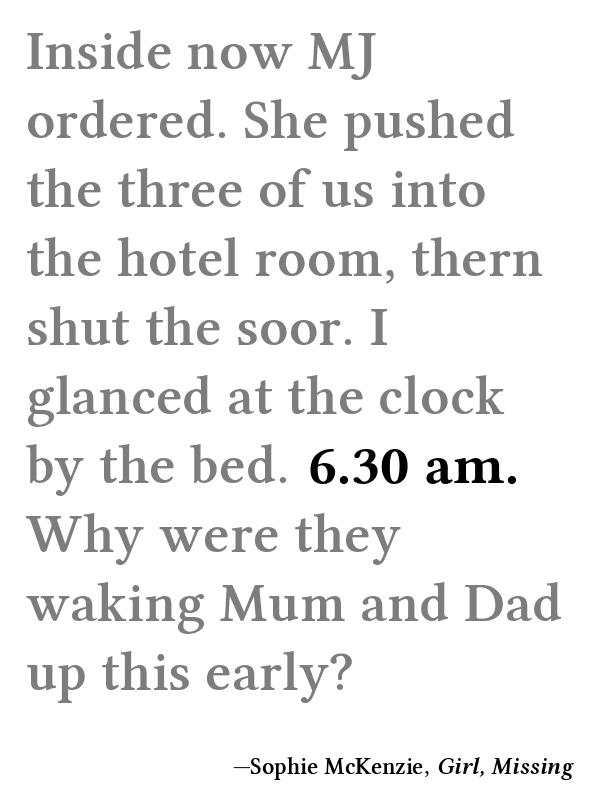 Inside now MJ
ordered. She pushed
the three of us into
the hotel room, thern
shut the soor. I
glanced at the clock
by the bed. 6.30 am.
Why were they
waking Mum and Dad
up this early?
—Sophie McKenzie, Girl, Missing